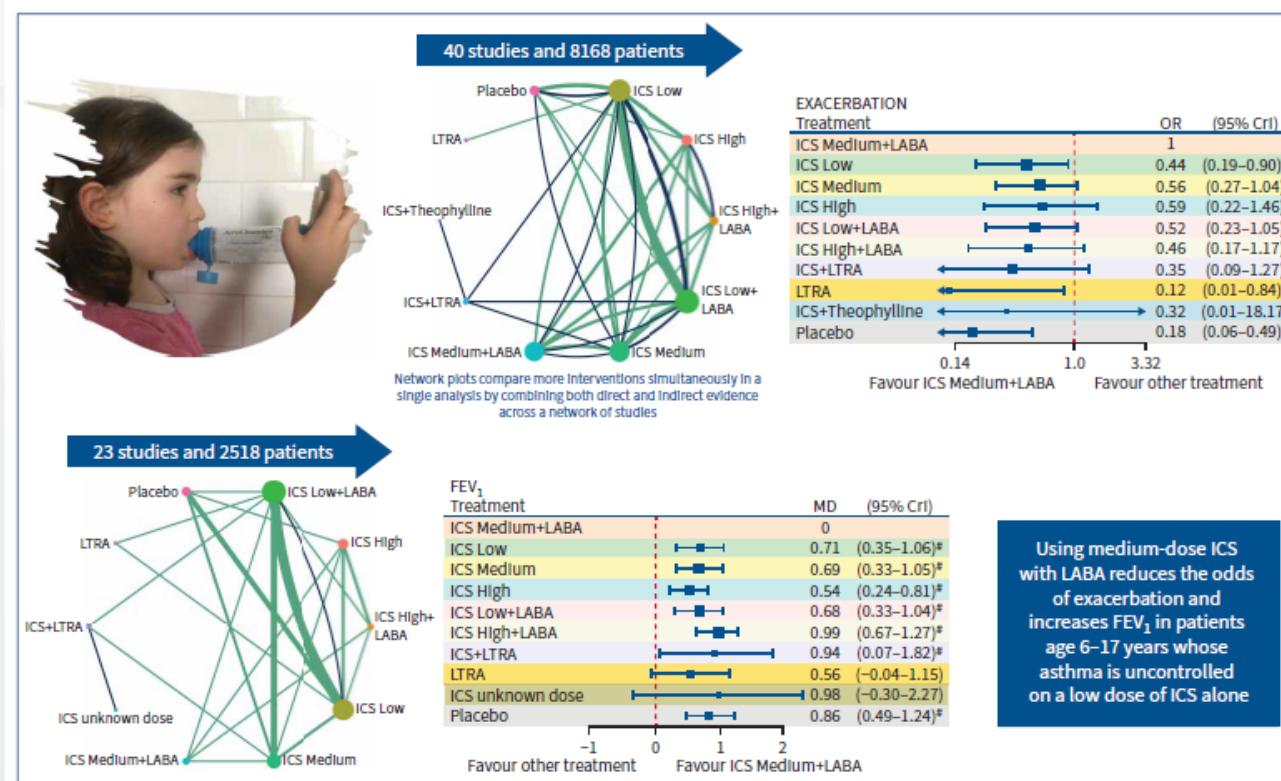 40 studies and 8168 patients
Placebo
ICS Low
LTRA
ICS High
ICS+Theophylline
ICS High+
LABA
ICS+LTRA
ICS Low+
LABA
ICS Medium+LABA
ICS Medium
Network plots compare more interventions simultaneously in a
single analysis by combining both direct and indirect evidence
across a network of studies
EXACERBATION
Treatment OR (95% CrI)
ICS Medium+LABA 1
ICS Low 0.44 (0.19–0.90)
ICS Medium 0.56 (0.27–1.04)
ICS High 0.59 (0.22–1.46)
ICS Low+LABA 0.52 (0.23–1.05)
ICS High+LABA 0.46 (0.17–1.17)
ICS+LTRA 0.35 (0.09–1.27)
LTRA 0.12 (0.01–0.84)
ICS+Theophylline 0.32 (0.01–18.17
Placebo 0.18 (0.06–0.49)
0.14 1.0 3.32
Favour ICS Medium+LABA Favour other treatment
23 studies and 2518 patients
Placebo
ICS Low+LABA
LTRA
ICS High
ICS+LTRA
ICS High+
LABA
ICS unknown dose
ICS Low
ICS Medium+LABA
ICS Medium
FEV₁
Treatment MD (95% CrI)
ICS Medium+LABA 0
ICS Low 0.71 (0.35–1.06)#
ICS Medium 0.69 (0.33–1.05)#
ICS High 0.54 (0.24–0.81)#
ICS Low+LABA 0.68 (0.33–1.04)#
ICS High+LABA 0.99 (0.67–1.27)#
ICS+LTRA 0.94 (0.07–1.82)#
LTRA 0.56 (−0.04–1.15)
ICS unknown dose 0.98 (−0.30–2.27)
Placebo 0.86 (0.49–1.24)#
−1 0 1 2
Favour other treatment Favour ICS Medium+LABA
Using medium-dose ICS
with LABA reduces the odds
of exacerbation and
increases FEV₁ in patients
age 6–17 years whose
asthma is uncontrolled
on a low dose of ICS alone